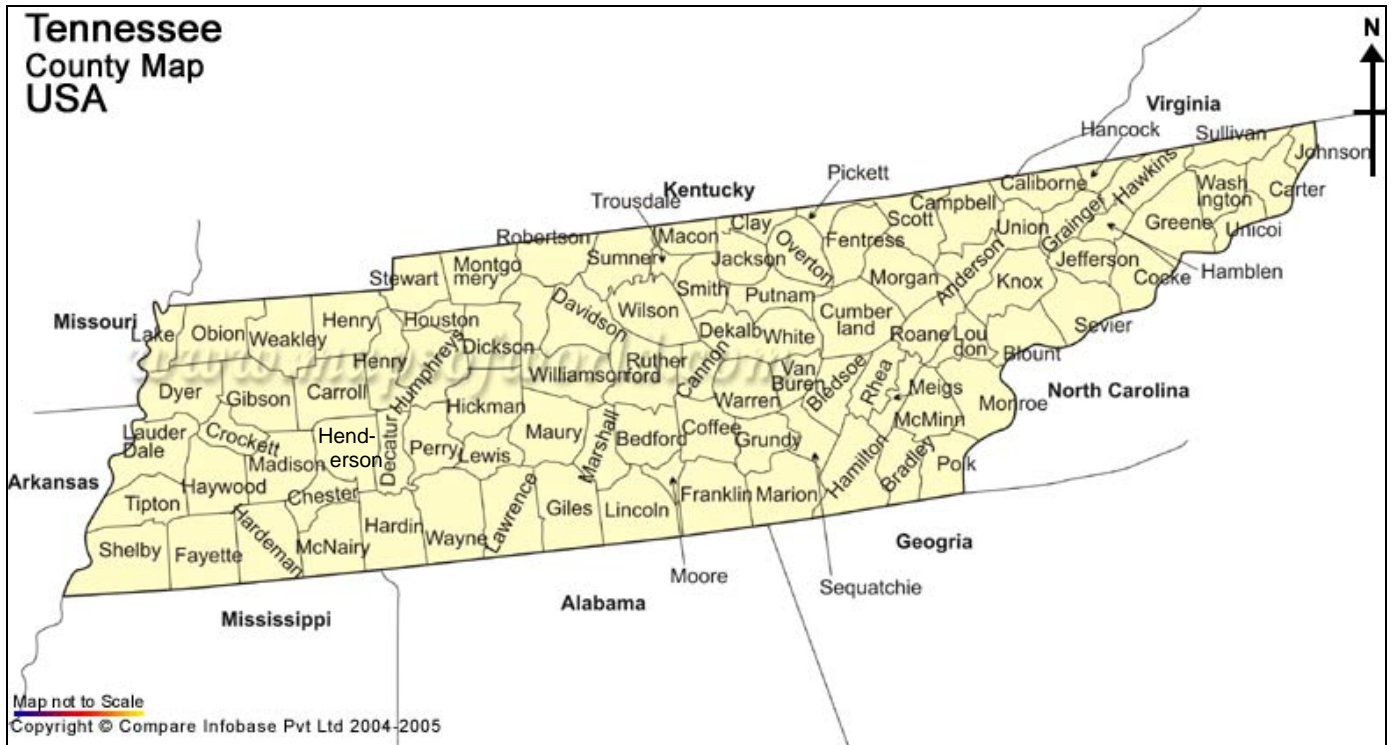 Tennessee
County Map
USA
N
Virginia
Hancock
Sullivan
Johnson
Pickett
Kentucky
Trousdale
Caliborne
Hawkins
Wash
ington
Carter
Campbell
Scott
Union
Grainger
Greene
Unicoi
Clay
Macon
Robertson
Sumner
Overton
Fentress
Jackson
Anderson
Jefferson
Cocke
Hamblen
Stewart
Montgo
mery
Smith
Putnam
Morgan
Knox
Missouri
Lake
Obion
Weakley
Henry
Houston
Davidson
Wilson
Cumber
land
Roane
Lou
don
Sevier
Blount
Dekalb
White
Dickson
Humphreys
Henry
www.mapsofworld.com
Ruther
ford
Williamson
Cannon
Van
Buren
Bledsoe
Rhea
Meigs
Monroe
North Carolina
Dyer
Gibson
Carroll
Hickman
Warren
McMinn
Lauder
Dale
Crockett
Hend-
erson
Decatur
Perry
Lewis
Maury
Marshall
Bedford
Coffee
Grundy
Hamilton
Bradley
Polk
Arkansas
Madison
Haywood
Chester
Tipton
Hardin
Wayne
Lawrence
Giles
Lincoln
Franklin
Marion
Shelby
Fayette
Hardeman
McNairy
Geogria
Moore
Sequatchie
Alabama
Mississippi
Map not to Scale
Copyright © Compare Infobase Pvt Ltd 2004-2005